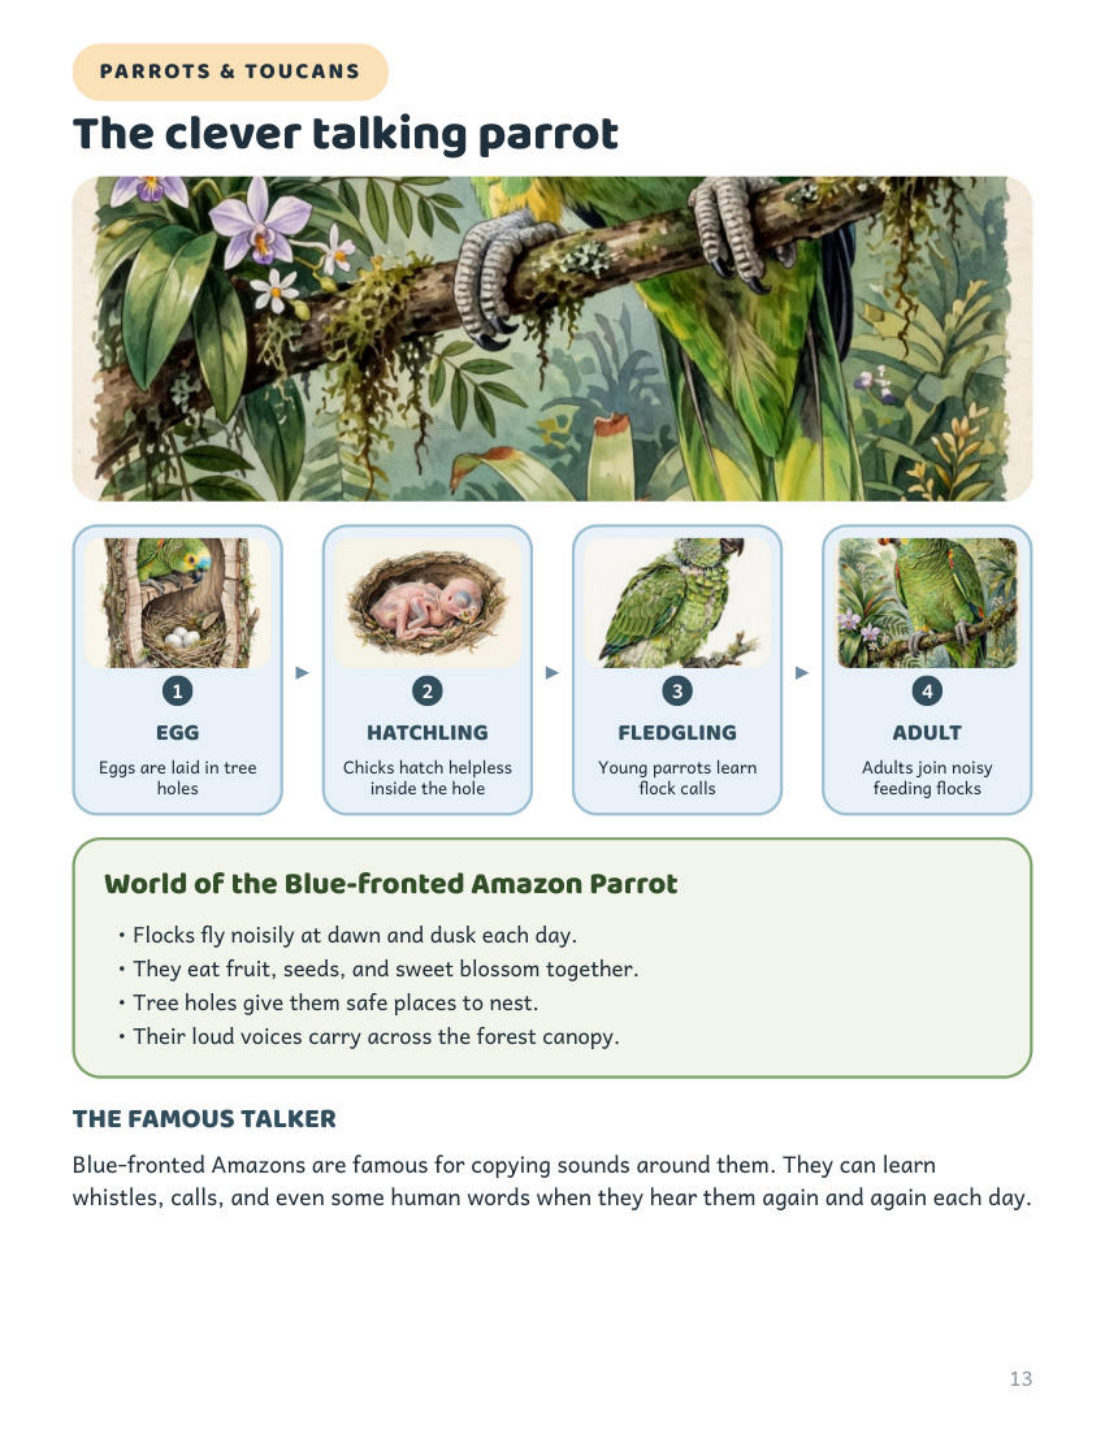 PARROTS & TOUCANS
The clever talking parrot
1
EGG
Eggs are laid in tree
holes
2
HATCHLING
Chicks hatch helpless
inside the hole
3
FLEDGLING
Young parrots learn
flock calls
4
ADULT
Adults join noisy
feeding flocks
World of the Blue-fronted Amazon Parrot
• Flocks fly noisily at dawn and dusk each day.
• They eat fruit, seeds, and sweet blossom together.
• Tree holes give them safe places to nest.
• Their loud voices carry across the forest canopy.
THE FAMOUS TALKER
Blue-fronted Amazons are famous for copying sounds around them. They can learn
whistles, calls, and even some human words when they hear them again and again each day.
13